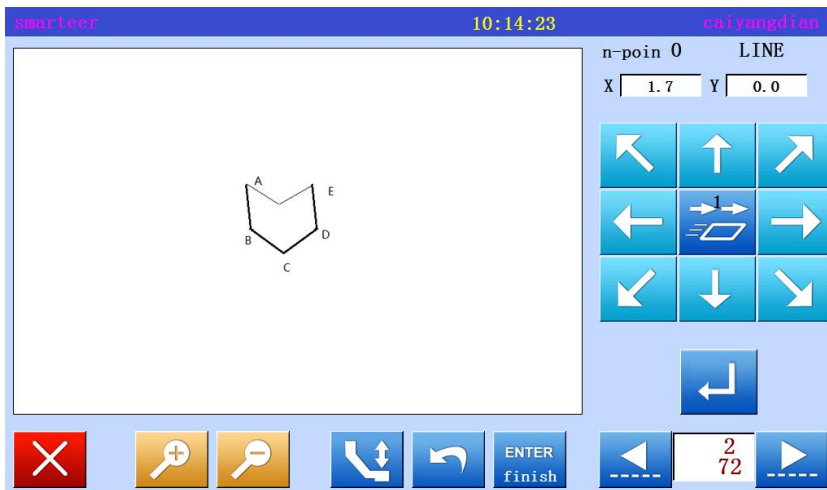 smarteer 10:14:23 caiyangdian
n-poin 0 LINE
X 1.7 Y 0.0
A
E
1
B
D
C
ENTER
finish
2
72